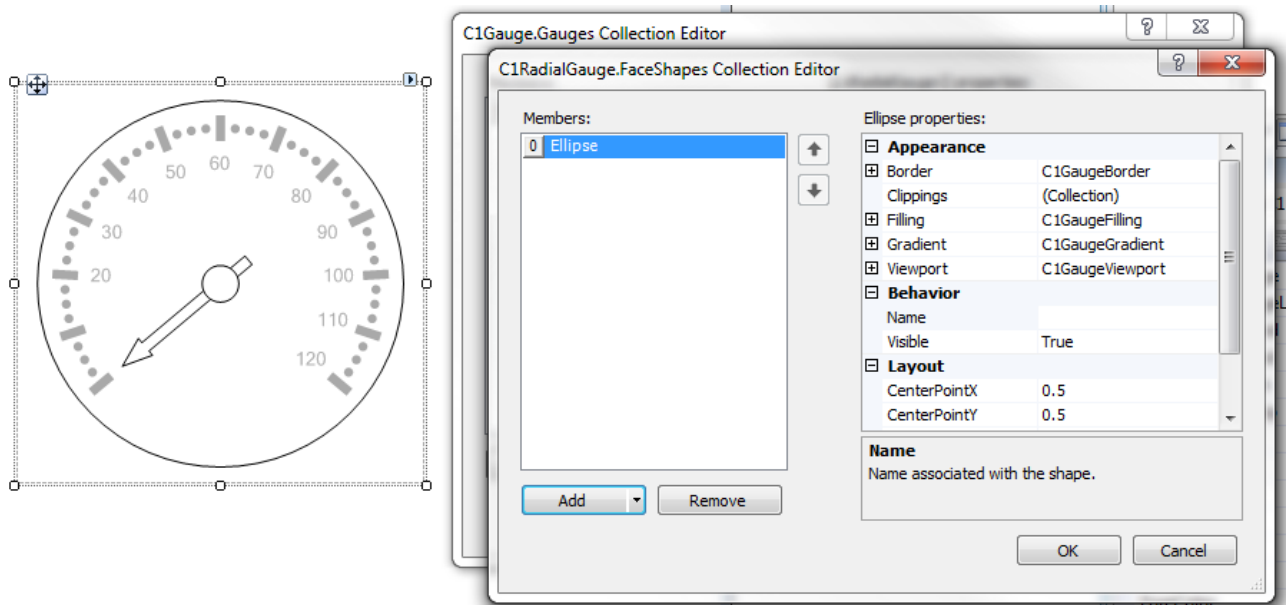 C1Gauge.Gauges Collection Editor
C1RadialGauge.FaceShapes Collection Editor
Members:
0 Ellipse
Add
Remove
Ellipse properties:
Appearance
Border C1GaugeBorder
Clippings (Collection)
Filling C1GaugeFilling
Gradient C1GaugeGradient
Viewport C1GaugeViewport
Behavior
Name
Visible True
Layout
CenterPointX 0.5
CenterPointY 0.5
Name
Name associated with the shape.
OK
Cancel
20
30
40
50
60
70
80
90
100
110
120